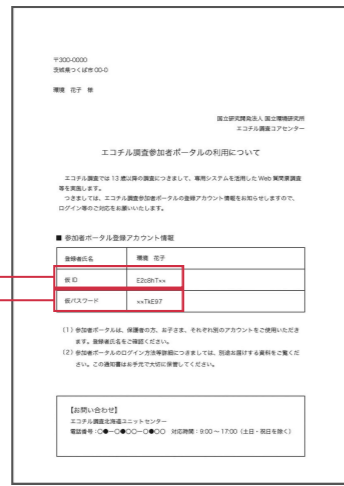 〒300-0000
茨城県つくば市 00-0
環境 花子 様
国立研究開発法人 国立環境研究所
エコチル調査コアセンター
エコチル調査参加者ポータルの利用について
エコチル調査では 13 歳以降の調査につきまして、専用システムを活用した Web 質問票調査
等を実施します。
つきましては、エコチル調査参加者ポータルの登録アカウント情報をお知らせしますので、
ログイン等のご対応をお願いいたします。
■ 参加者ポータル登録アカウント情報
登録者氏名 環境 花子
仮 ID E2c8hT××
仮パスワード ××TkE97
(1) 参加者ポータルは、保護者の方、お子さま、それぞれ別のアカウントをご使用いただき
ます。登録者氏名をご確認ください。
(2) 参加者ポータルのログイン方法等詳細につきましては、別途お届けする資料をご覧くだ
さい。この通知書はお手元で大切に保管してください。
【お問い合わせ】
エコチル調査北海道ユニットセンター
電話番号:○●ー○●○○ー○●○○ 対応時間:9:00 ~ 17:00(土日・祝日を除く)